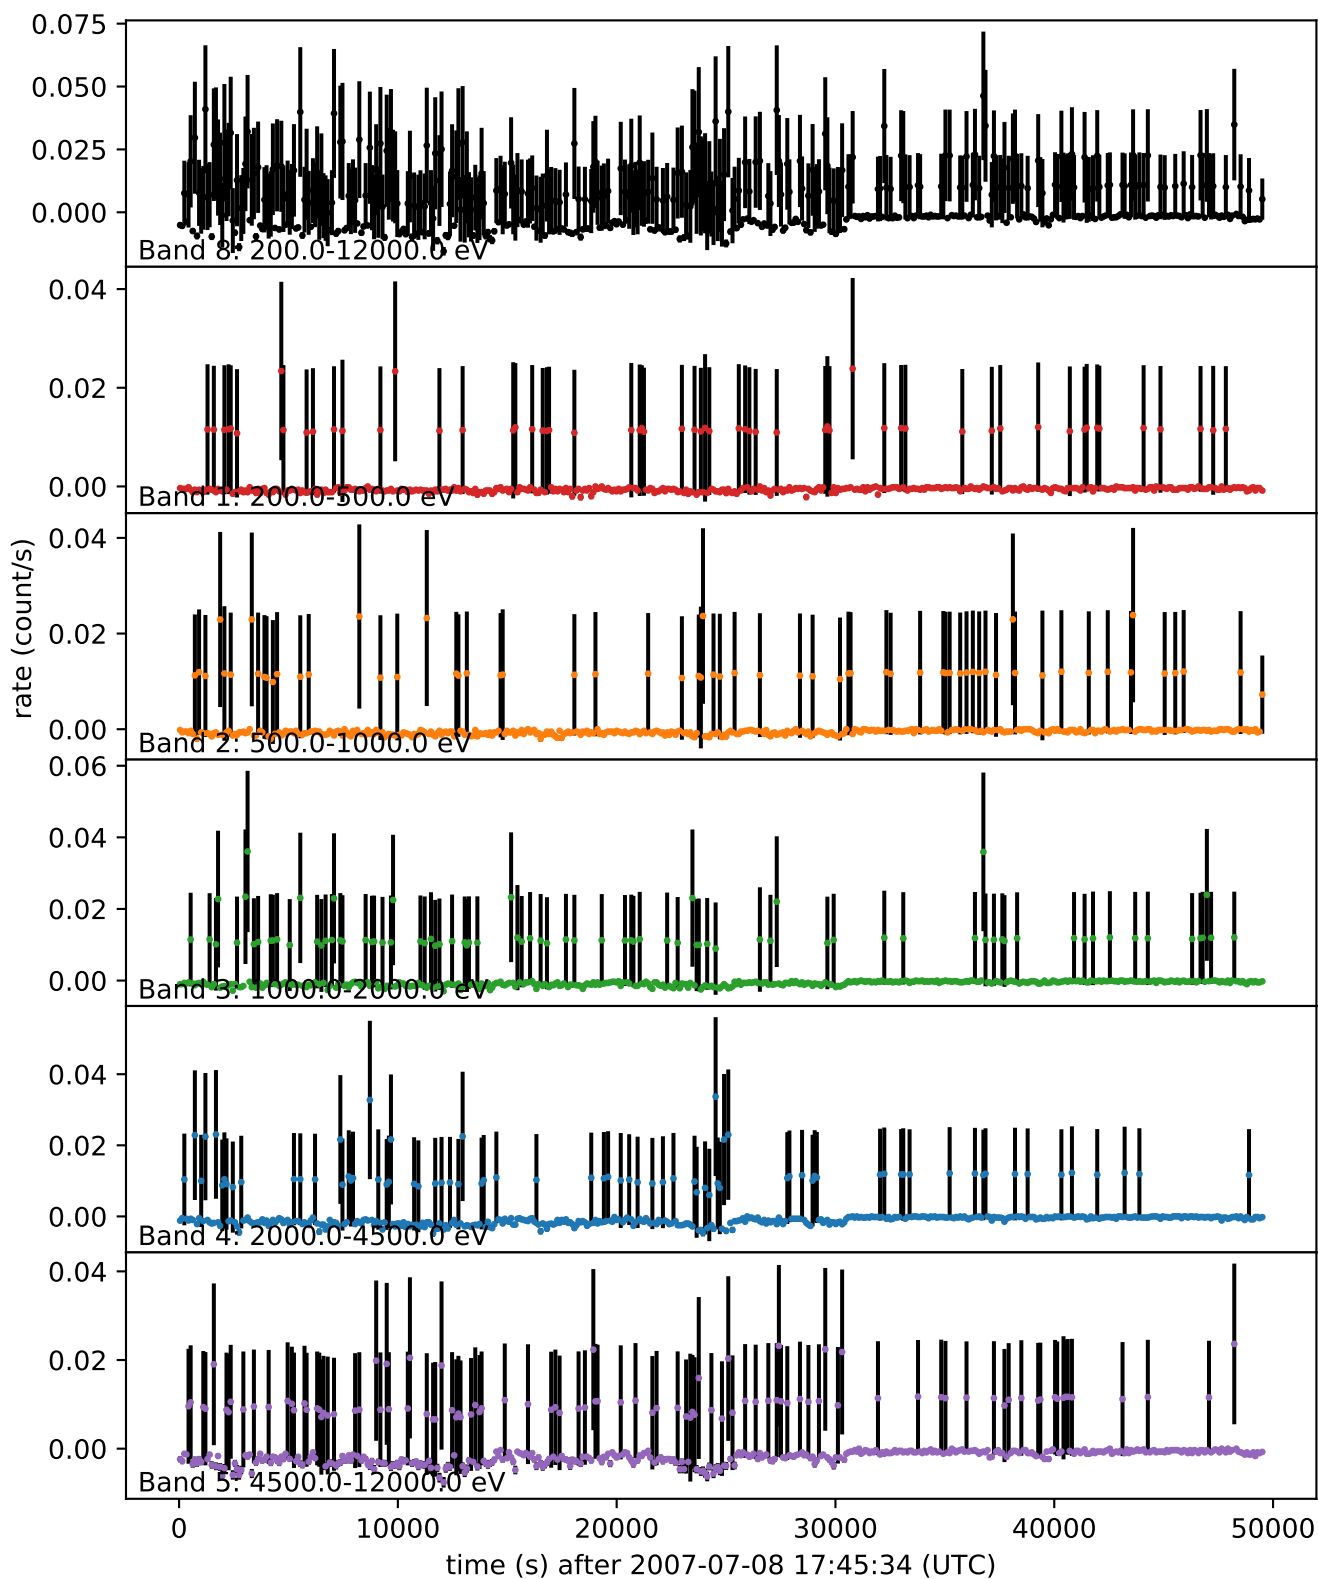 0.075
0.050
0.025
0.000
Band 8: 200.0-12000.0 eV
0.04
0.02
0.00
Band 1: 200.0-500.0 eV
0.04
0.02
0.00
Band 2: 500.0-1000.0 eV
rate (count/s)
0.06
0.04
0.02
0.00
Band 3: 1000.0-2000.0 eV
0.04
0.02
0.00
Band 4: 2000.0-4500.0 eV
0.04
0.02
0.00
Band 5: 4500.0-12000.0 eV
0 10000 20000 30000 40000 50000
time (s) after 2007-07-08 17:45:34 (UTC)